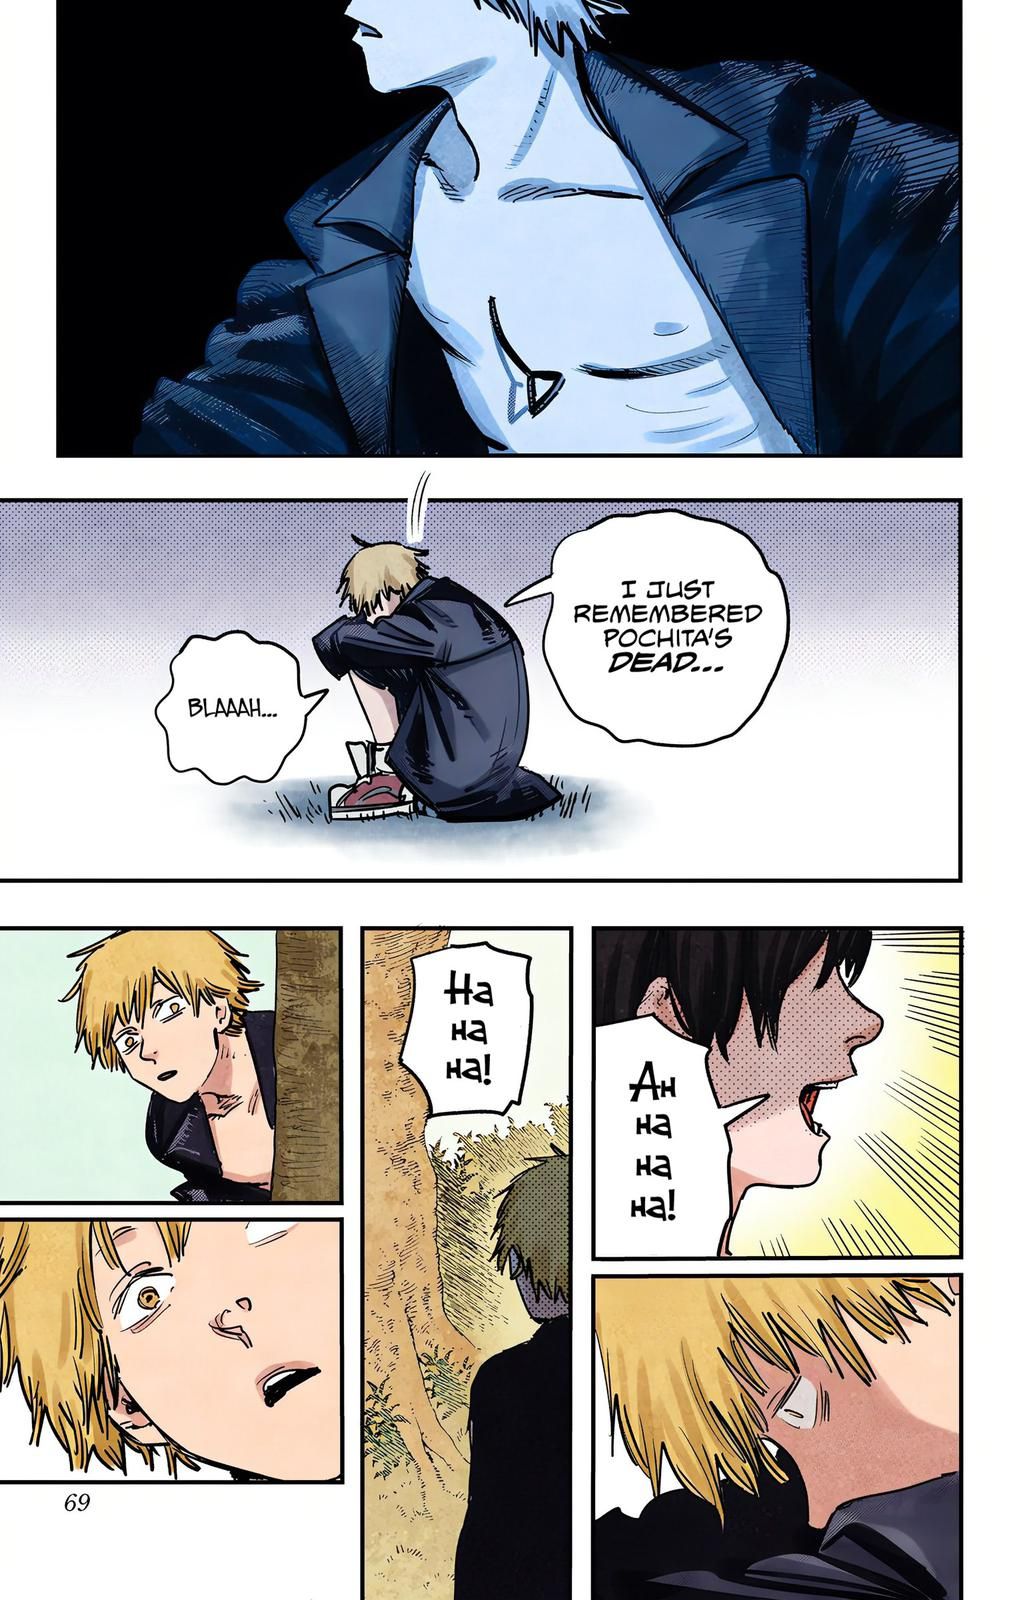 I JUST
REMEMBERED
POCHITA'S
DEAD...
BLAAAH...
AH
HA
HA
HA!
HA
HA
HA!
69